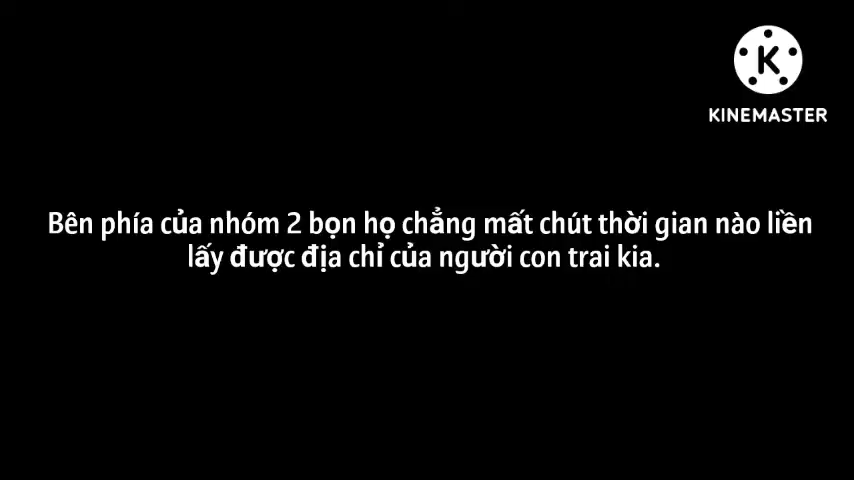 K
KINEMASTER
Bên phía của nhóm 2 bọn họ chẳng mất chút thời gian nào liền
lấy được địa chỉ của người con trai kia.